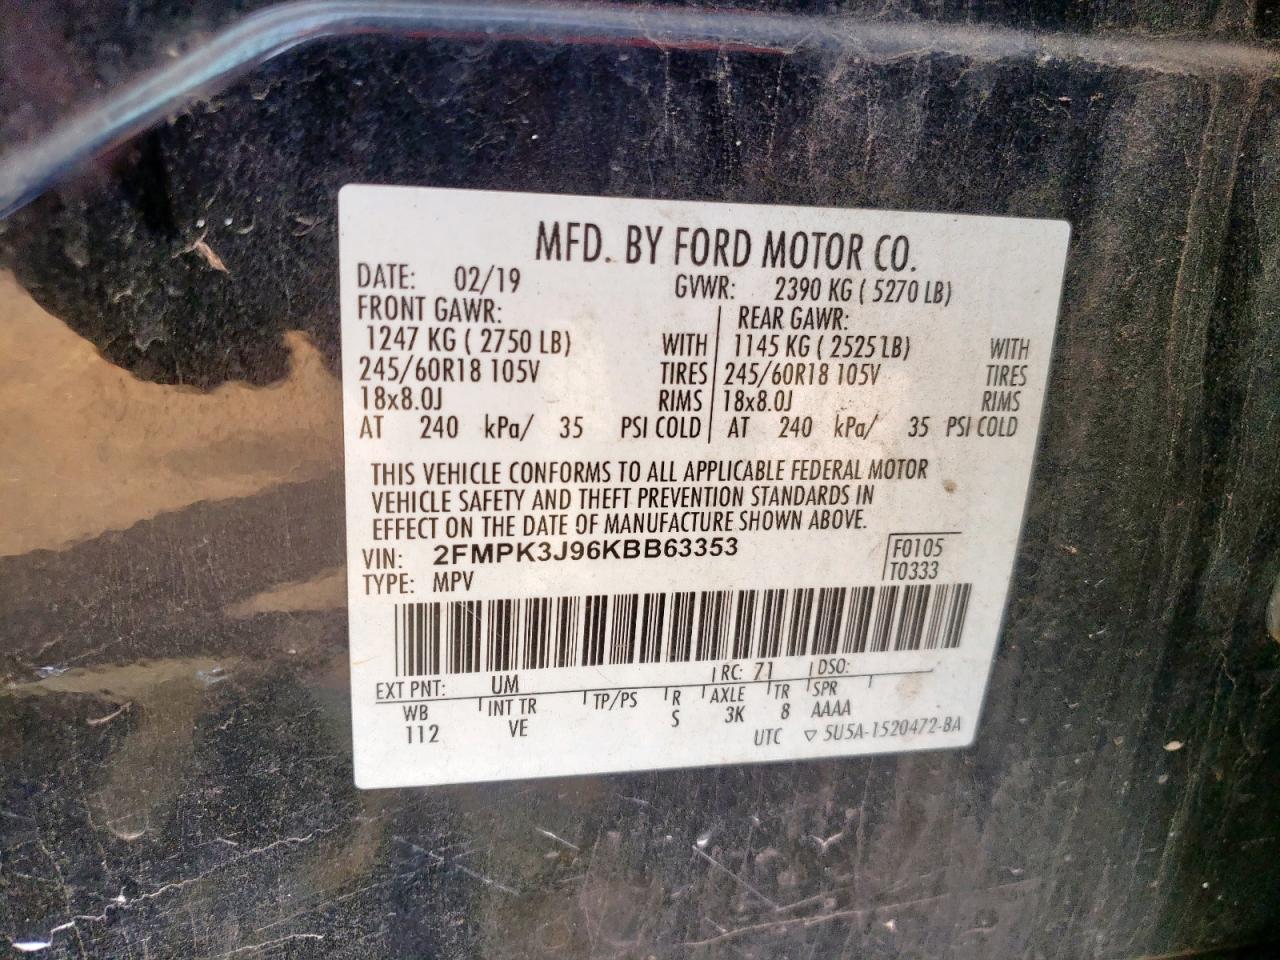 MFD. BY FORD MOTOR CO.
DATE: 02/19 GVWR: 2390 KG ( 5270 LB)
FRONT GAWR: REAR GAWR:
1247 KG ( 2750 LB) WITH 1145 KG ( 2525 LB) WITH
245/60R18 105V TIRES 245/60R18 105V TIRES
18x8.0J RIMS 18x8.0J RIMS
AT 240 kPa/ 35 PSI COLD AT 240 kPa/ 35 PSI COLD
THIS VEHICLE CONFORMS TO ALL APPLICABLE FEDERAL MOTOR
VEHICLE SAFETY AND THEFT PREVENTION STANDARDS IN
EFFECT ON THE DATE OF MANUFACTURE SHOWN ABOVE.
VIN: 2FMPK3J96KBB63353 F0105
TYPE: MPV T0333
EXT PNT: UM RC: 71 DSO:
WB INT TR TP/PS R AXLE TR SPR
112 VE S 3K 8 AAAA
UTC ▽ 5U5A-1520472-BA